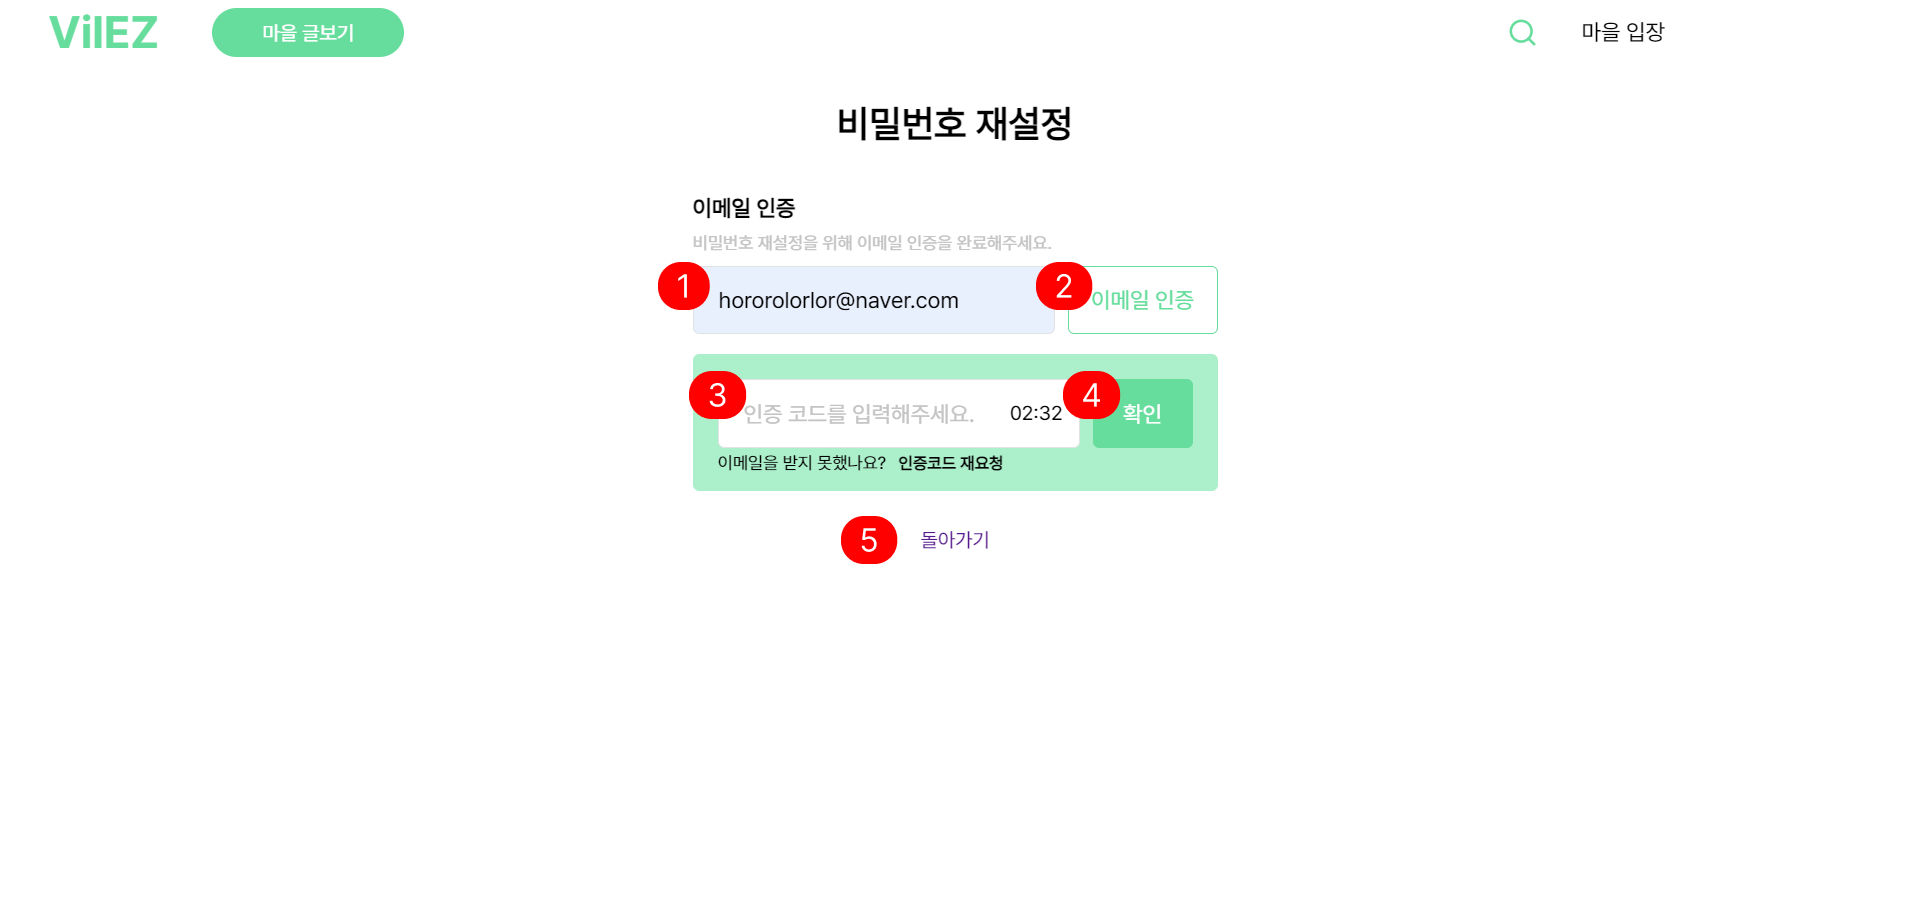 VilEZ 마을 글보기 마을 입장
비밀번호 재설정
이메일 인증
비밀번호 재설정을 위해 이메일 인증을 완료해주세요.
1 hororolorlor@naver.com 2 이메일 인증
3 인증 코드를 입력해주세요. 02:32 4 확인
이메일을 받지 못했나요? 인증코드 재요청
5 돌아가기